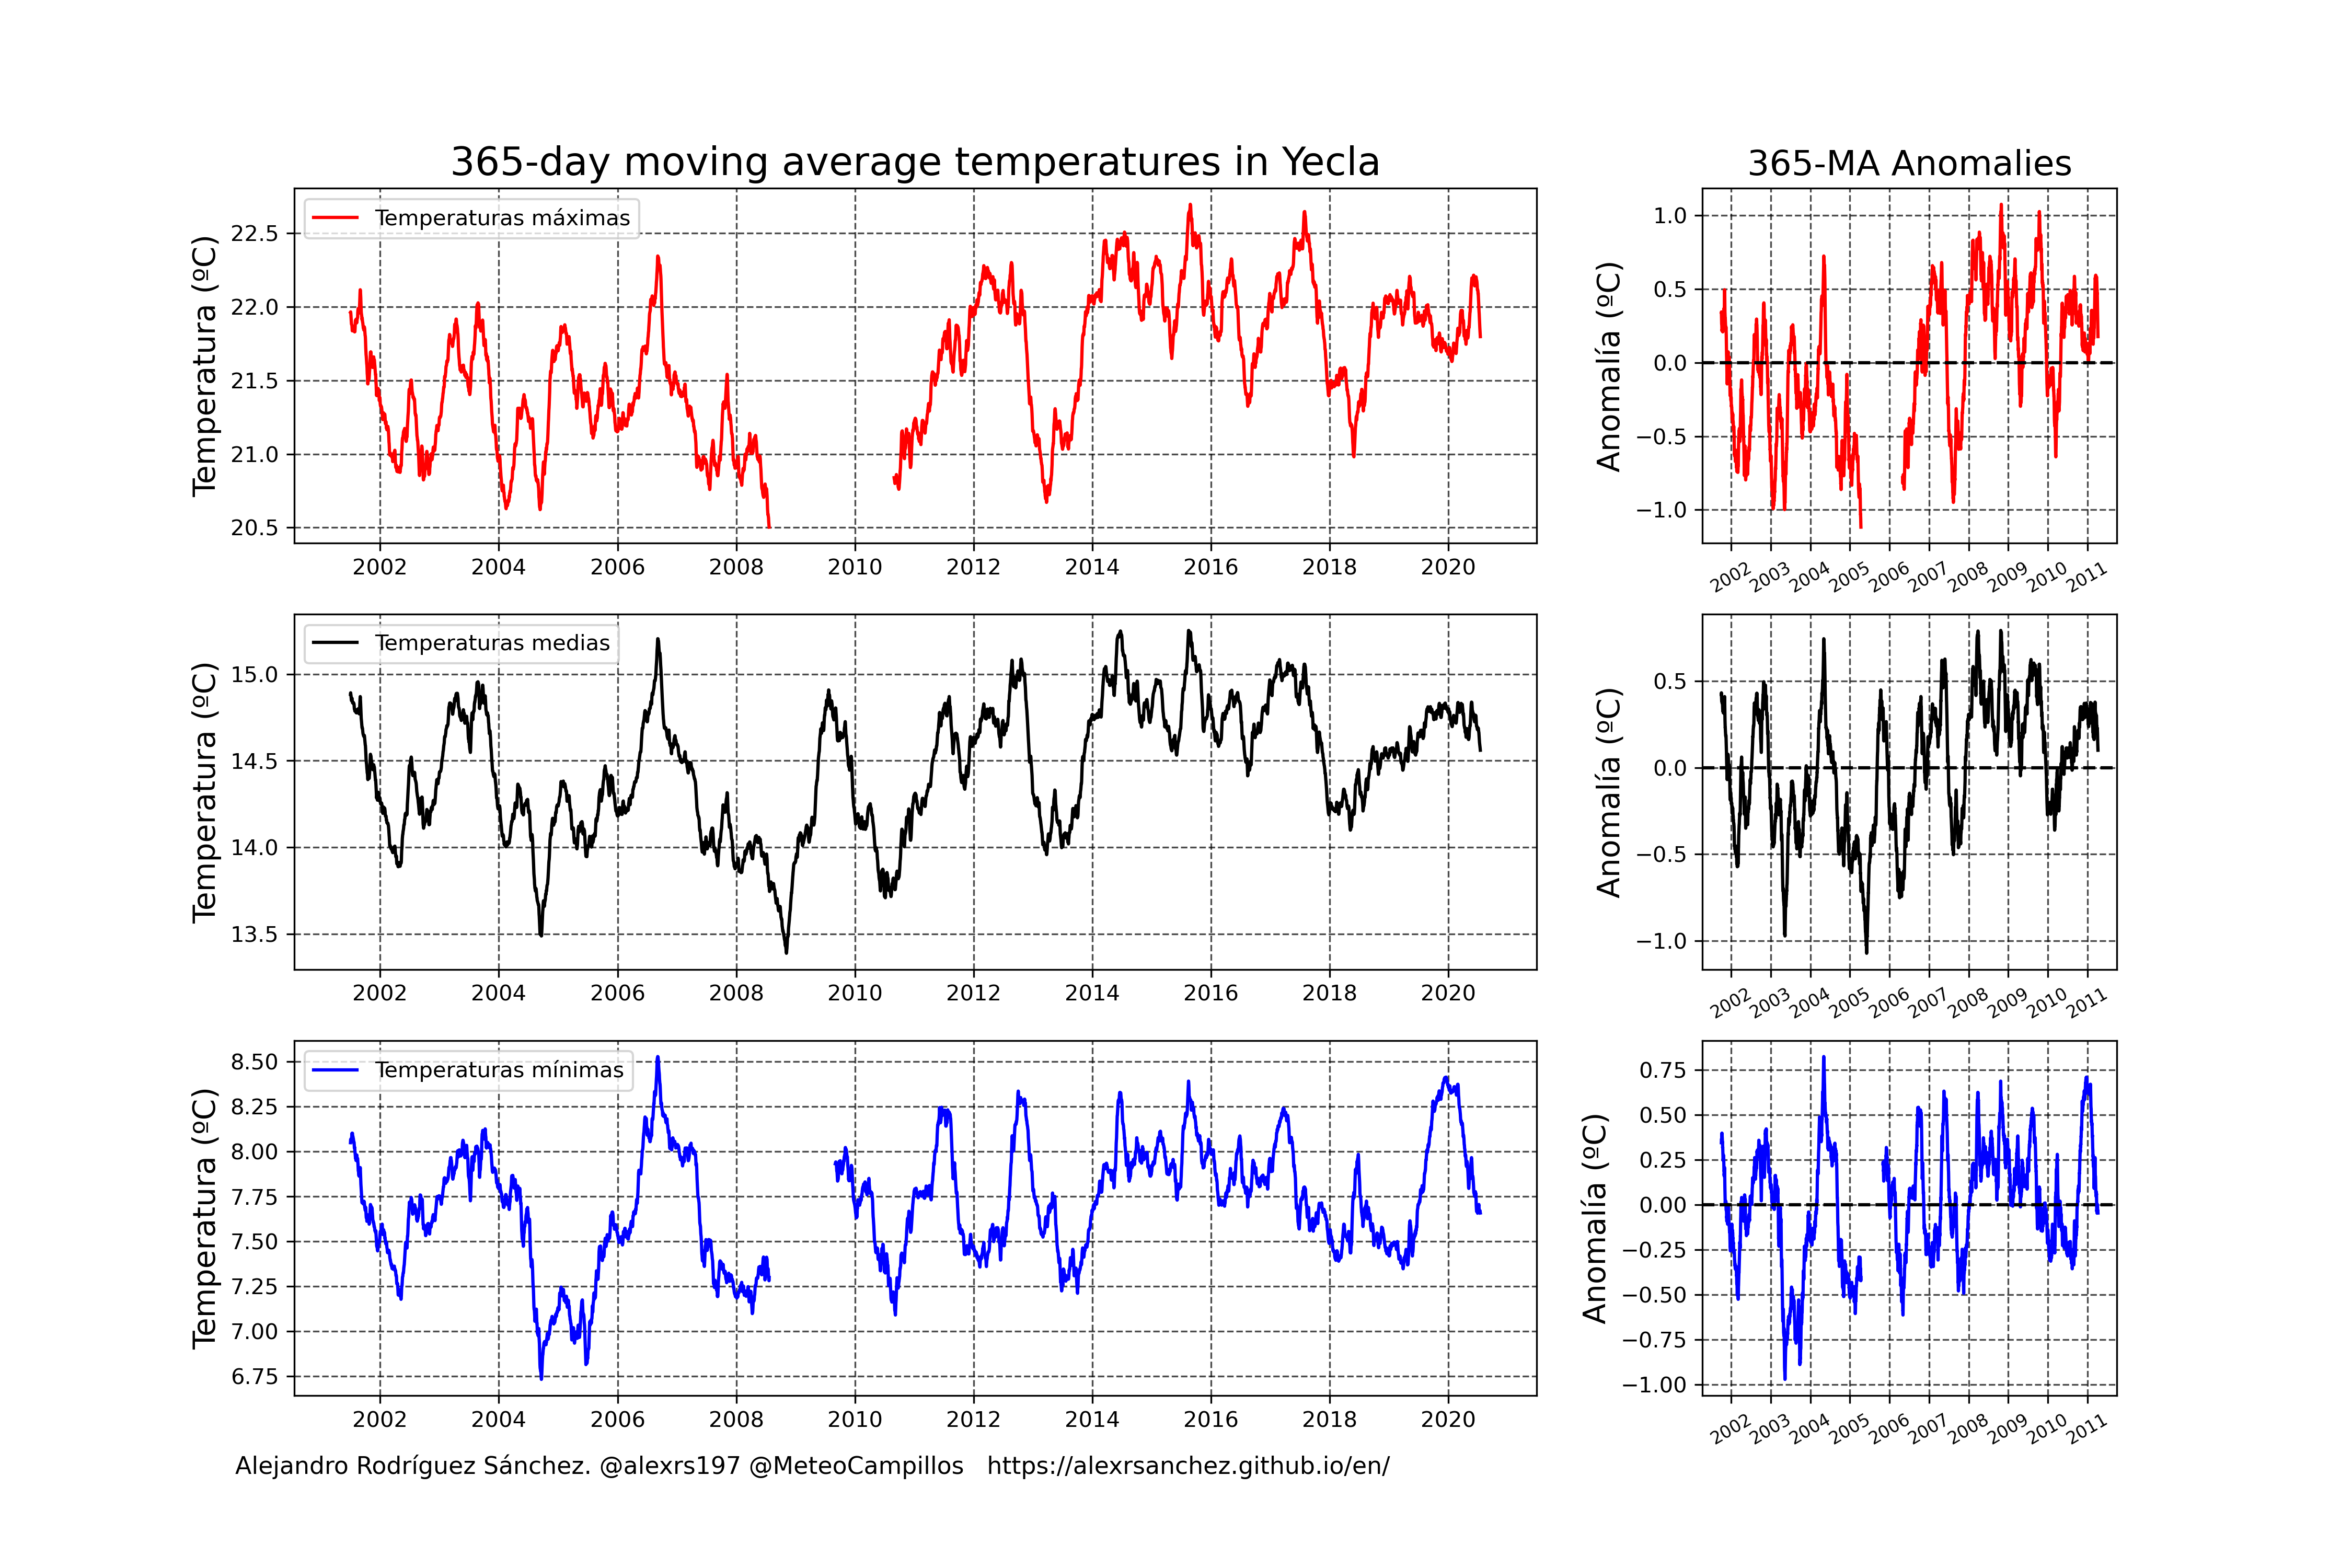 365-day moving average temperatures in Yecla
365-MA Anomalies
Temperatura (ºC)
22.5
22.0
21.5
21.0
20.5
Temperaturas máximas
2002 2004 2006 2008 2010 2012 2014 2016 2018 2020
Anomalía (ºC)
1.0
0.5
0.0
−0.5
−1.0
2002 2003 2004 2005 2006 2007 2008 2009 2010 2011
Temperatura (ºC)
15.0
14.5
14.0
13.5
Temperaturas medias
2002 2004 2006 2008 2010 2012 2014 2016 2018 2020
Anomalía (ºC)
0.5
0.0
−0.5
−1.0
2002 2003 2004 2005 2006 2007 2008 2009 2010 2011
Temperatura (ºC)
8.50
8.25
8.00
7.75
7.50
7.25
7.00
6.75
Temperaturas mínimas
2002 2004 2006 2008 2010 2012 2014 2016 2018 2020
Anomalía (ºC)
0.75
0.50
0.25
0.00
−0.25
−0.50
−0.75
−1.00
2002 2003 2004 2005 2006 2007 2008 2009 2010 2011
Alejandro Rodríguez Sánchez. @alexrs197 @MeteoCampillos https://alexrsanchez.github.io/en/